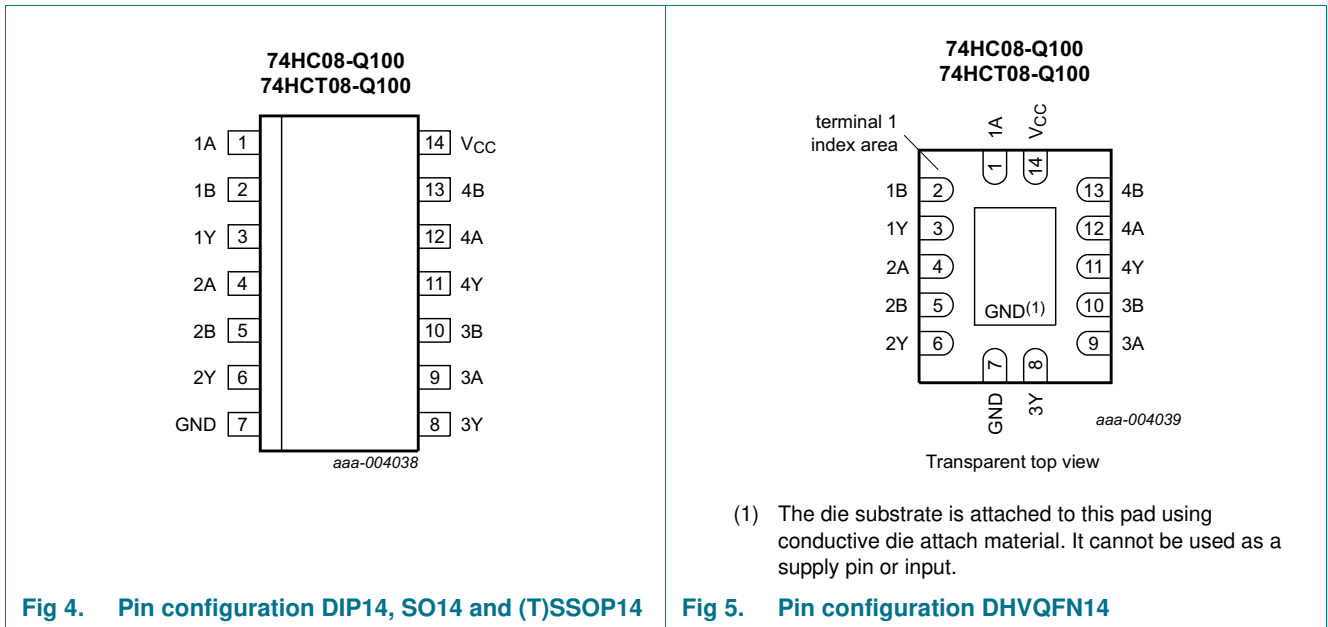 74HC08-Q100
74HCT08-Q100
1A 1 14 VCC
1B 2 13 4B
1Y 3 12 4A
2A 4 11 4Y
2B 5 10 3B
2Y 6 9 3A
GND 7 8 3Y
aaa-004038
Fig 4. Pin configuration DIP14, SO14 and (T)SSOP14
74HC08-Q100
74HCT08-Q100
terminal 1
index area
1A VCC
1 14
1B 2 13 4B
1Y 3 12 4A
2A 4 11 4Y
2B 5 10 3B
GND(1)
2Y 6 9 3A
7 8
GND 3Y
aaa-004039
Transparent top view
(1) The die substrate is attached to this pad using
conductive die attach material. It cannot be used as a
supply pin or input.
Fig 5. Pin configuration DHVQFN14